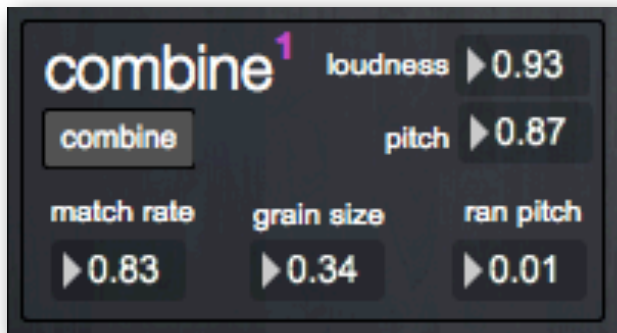 combine1 loudness 0.93
combine pitch 0.87
match rate grain size ran pitch
0.83 0.34 0.01